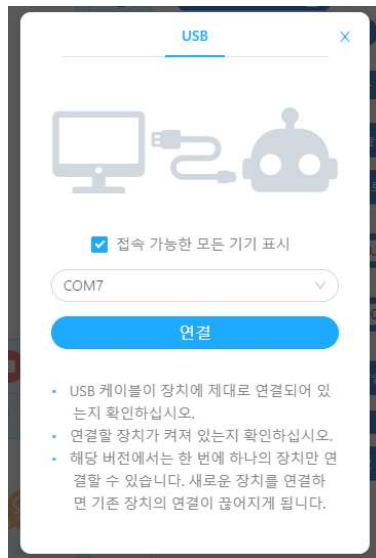 USB
X
접속 가능한 모든 기기 표시
COM7
연결
• USB 케이블이 장치에 제대로 연결되어 있
는지 확인하십시오.
• 연결할 장치가 켜져 있는지 확인하십시오.
• 해당 버전에서는 한 번에 하나의 장치만 연
결할 수 있습니다. 새로운 장치를 연결하
면 기존 장치의 연결이 끊어지게 됩니다.